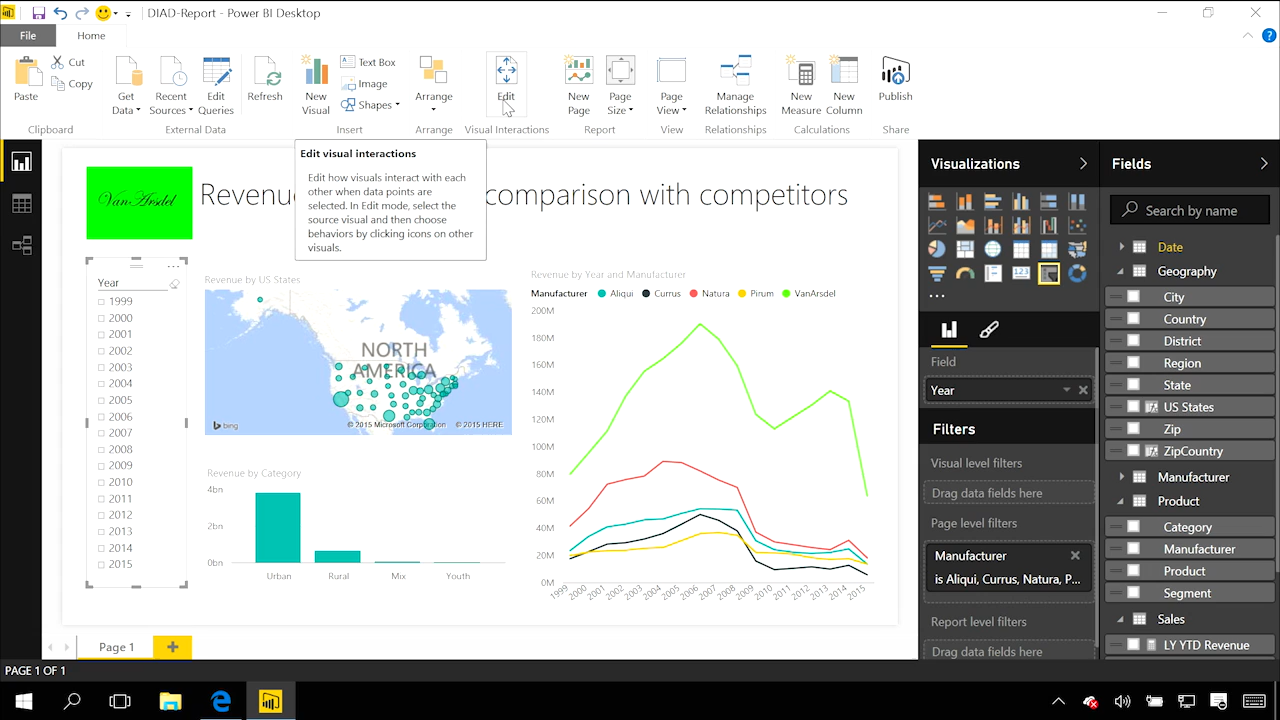 DIAD-Report - Power BI Desktop
File
Home
Paste
Cut
Copy
Clipboard
Get
Data
Recent
Sources
Edit
Queries
External Data
Refresh
New
Visual
Text Box
Image
Shapes
Insert
Arrange
Arrange
Edit
Visual Interactions
New
Page
Page
Size
Report
Page
View
View
Manage
Relationships
Relationships
New
Measure
New
Column
Calculations
Publish
Share
Edit visual interactions
Edit how visuals interact with each
other when data points are
selected. In Edit mode, select the
source visual and then choose
behaviors by clicking icons on other
visuals.
VanArsdel
Revenu
comparison with competitors
Year
1999
2000
2001
2002
2003
2004
2005
2006
2007
2008
2009
2010
2011
2012
2013
2014
2015
Revenue by US States
NORTH
AMERICA
bing
© 2015 Microsoft Corporation © 2015 HERE
Revenue by Category
4bn
2bn
0bn
Urban Rural Mix Youth
Revenue by Year and Manufacturer
Manufacturer Aliqui Currus Natura Pirum VanArsdel
200M
180M
160M
140M
120M
100M
80M
60M
40M
20M
0M
1999 2000 2001 2002 2003 2004 2005 2006 2007 2008 2009 2010 2011 2012 2013 2014 2015
Visualizations
123
Field
Year
Filters
Visual level filters
Drag data fields here
Page level filters
Manufacturer
is Aliqui, Currus, Natura, P...
Report level filters
Drag data fields here
Fields
Search by name
Date
Geography
City
Country
District
Region
State
US States
Zip
ZipCountry
Manufacturer
Product
Category
Manufacturer
Product
Segment
Sales
LY YTD Revenue
Page 1
PAGE 1 OF 1